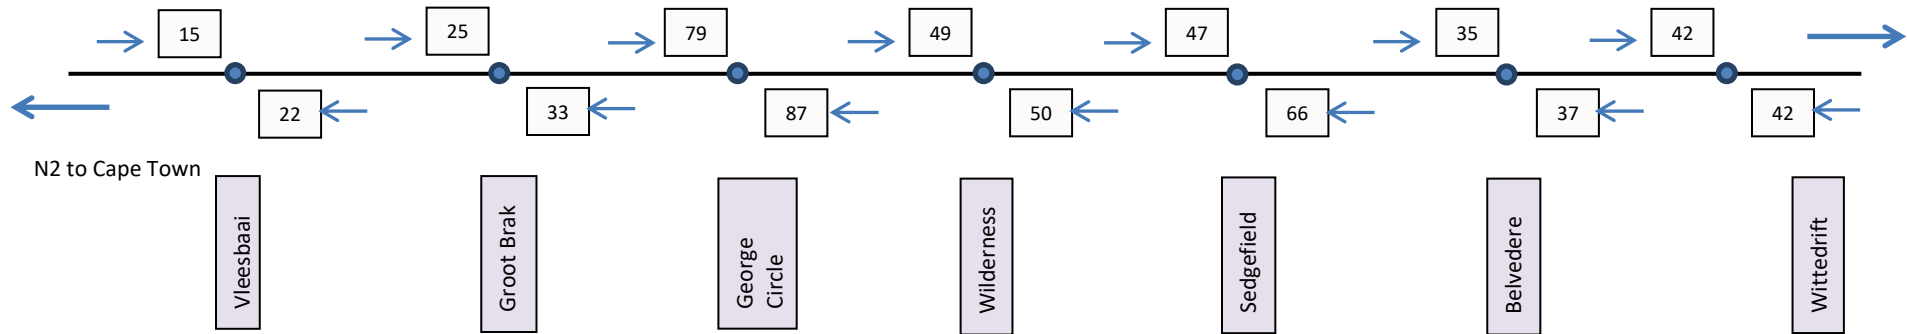 15
25
79
49
47
35
42
22
33
87
50
66
37
42
N2 to Cape Town
Vleesbaai
Groot Brak
George
Circle
Wilderness
Sedgefield
Belvedere
Wittedrift